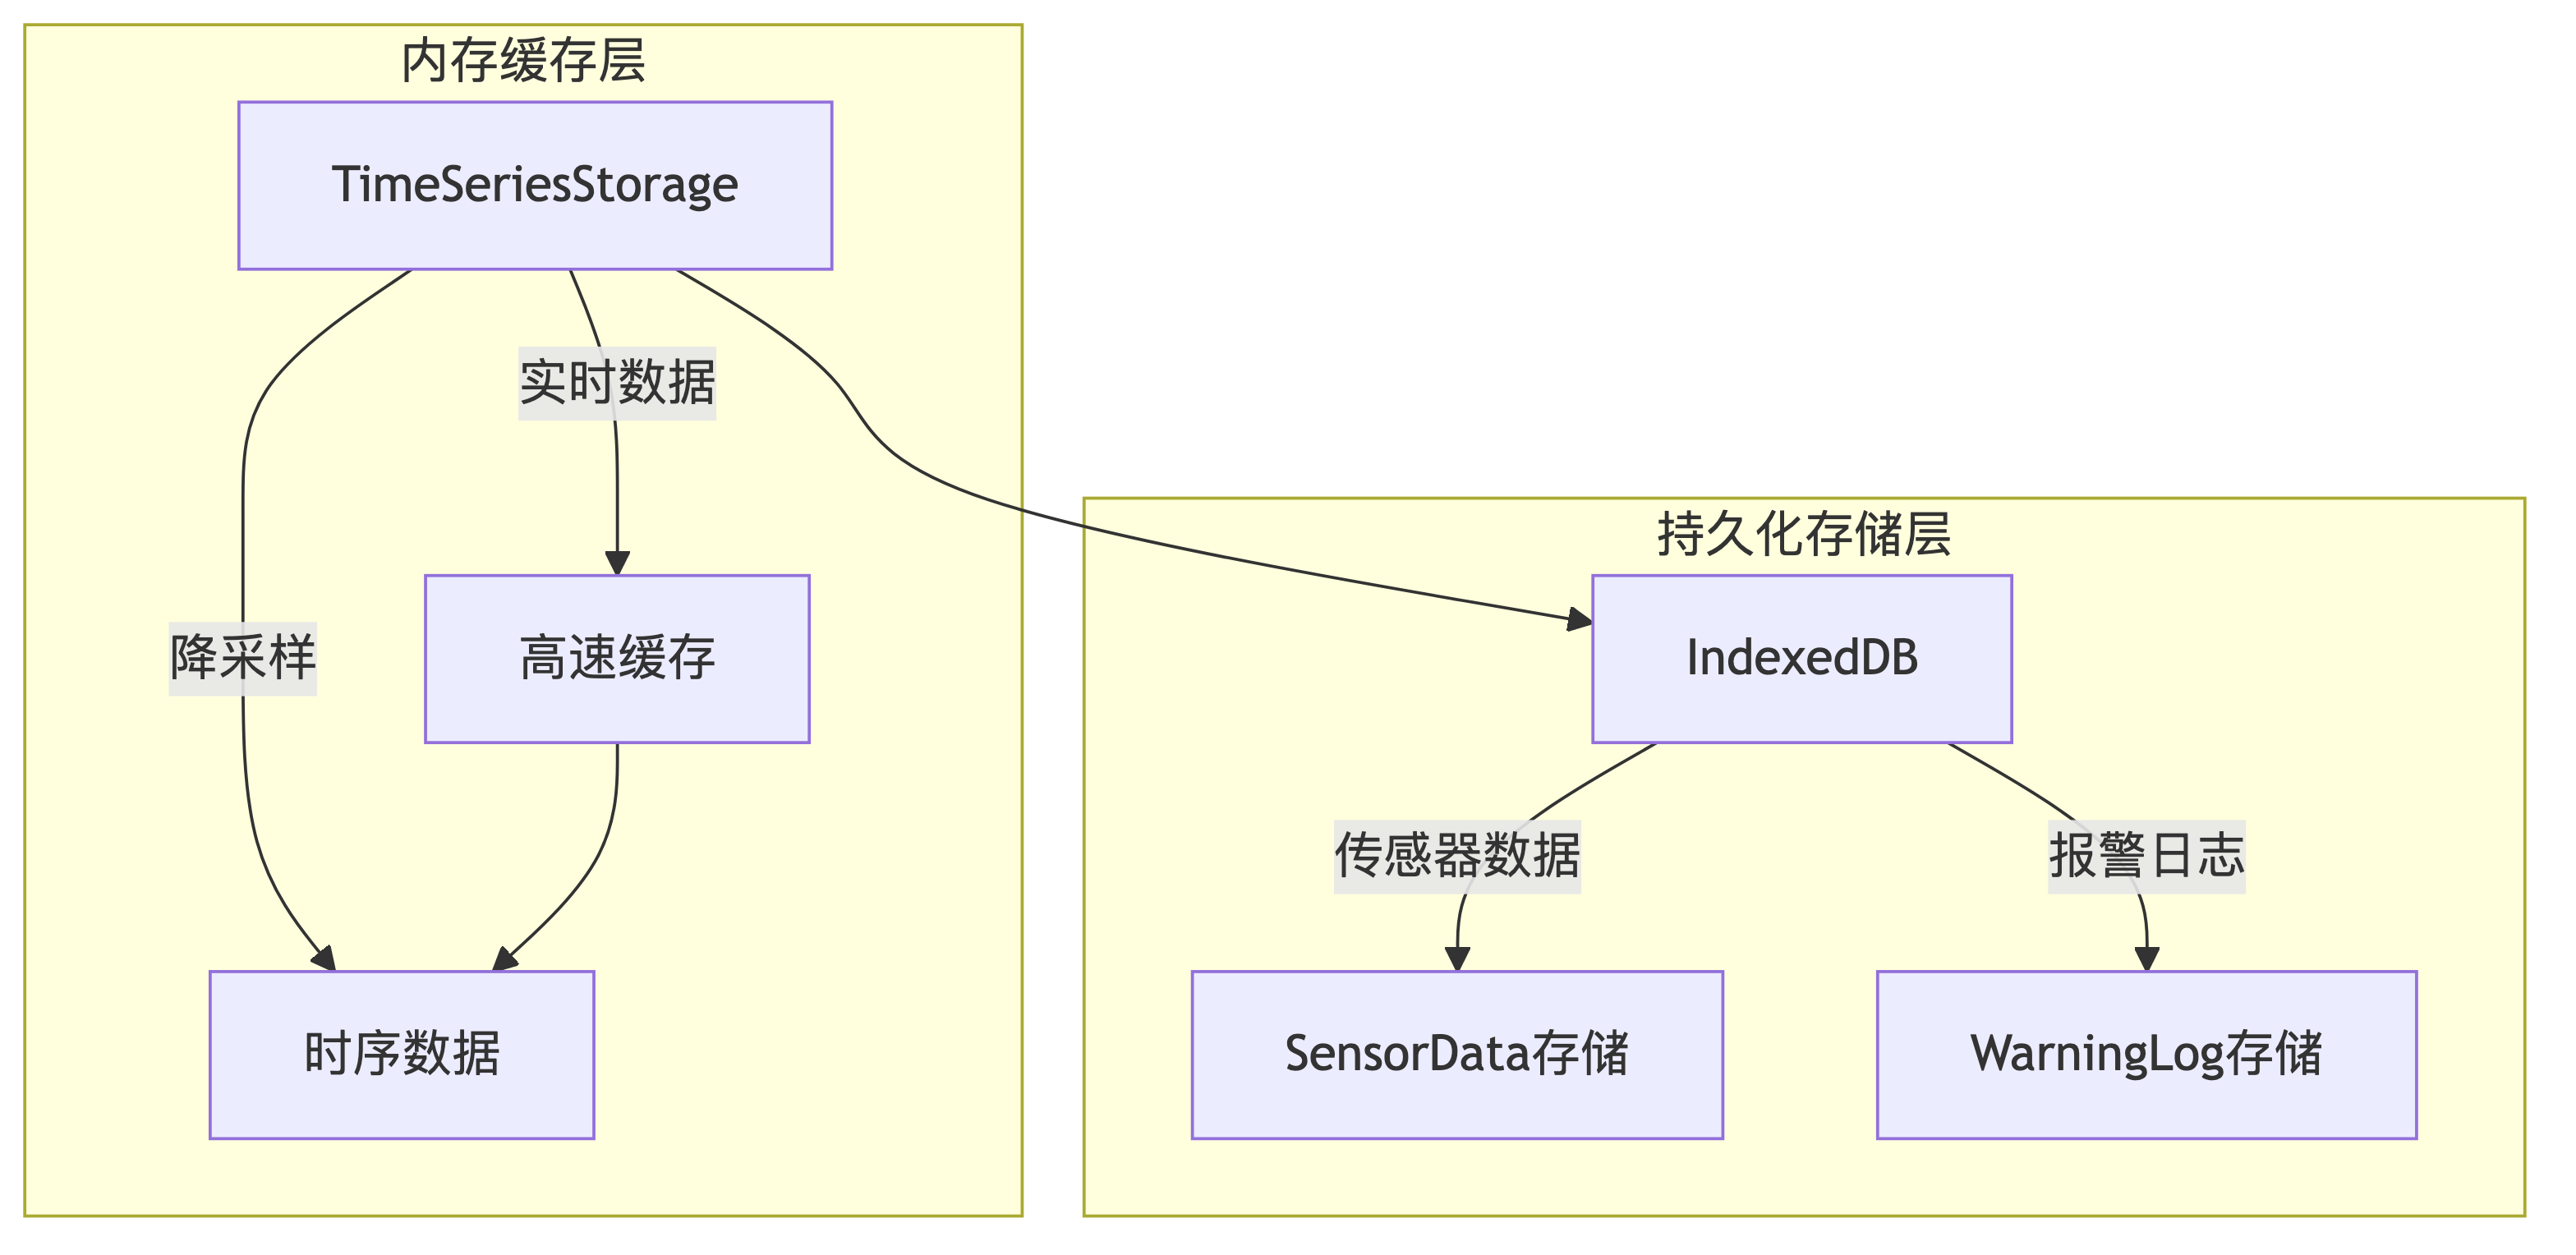 内存缓存层
TimeSeriesStorage
实时数据
降采样
高速缓存
时序数据
持久化存储层
IndexedDB
传感器数据
报警日志
SensorData存储
WarningLog存储